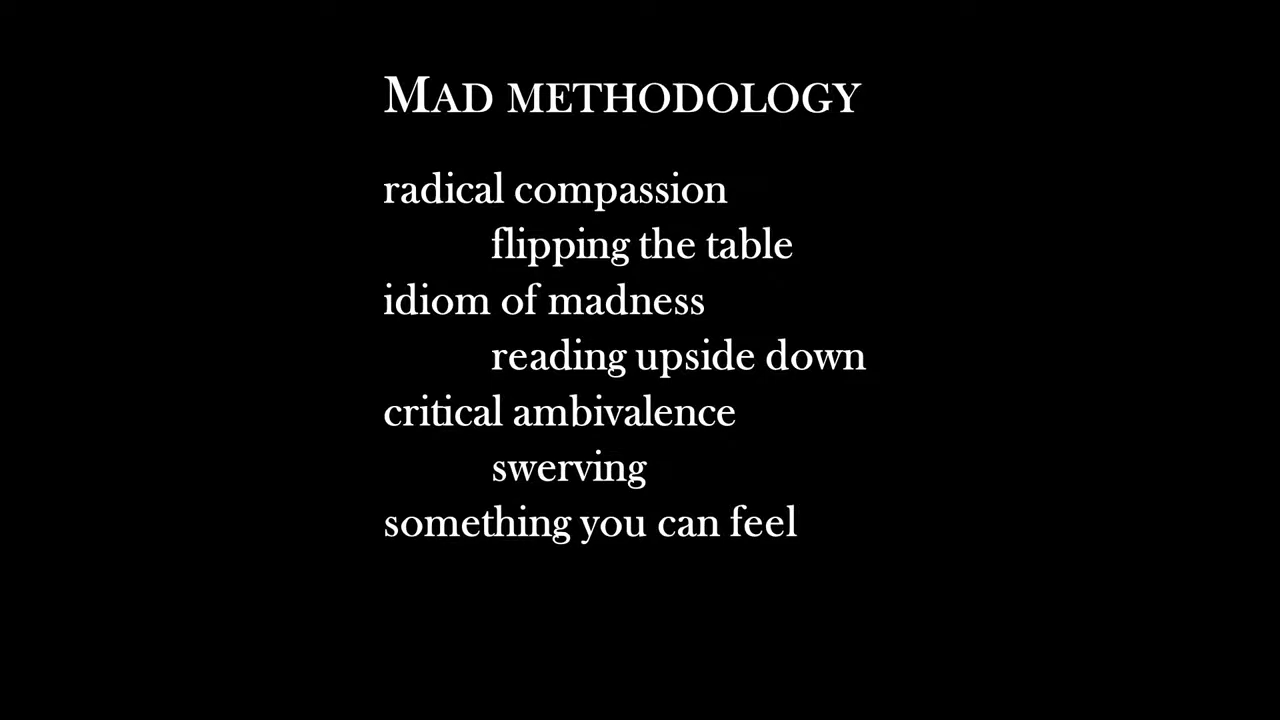 MAD METHODOLOGY
radical compassion
flipping the table
idiom of madness
reading upside down
critical ambivalence
swerving
something you can feel